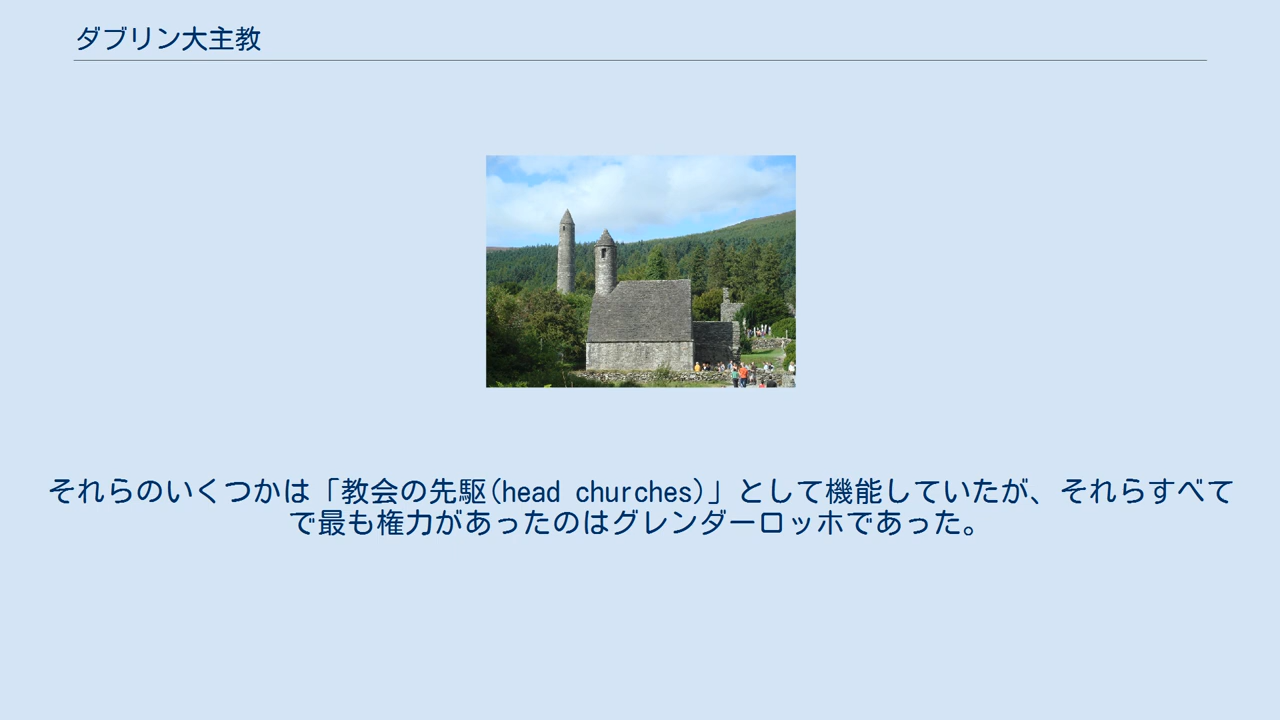 ダブリン大主教
それらのいくつかは「教会の先駆(head churches)」として機能していたが、それらすべて
で最も権力があったのはグレンダーロッホであった。